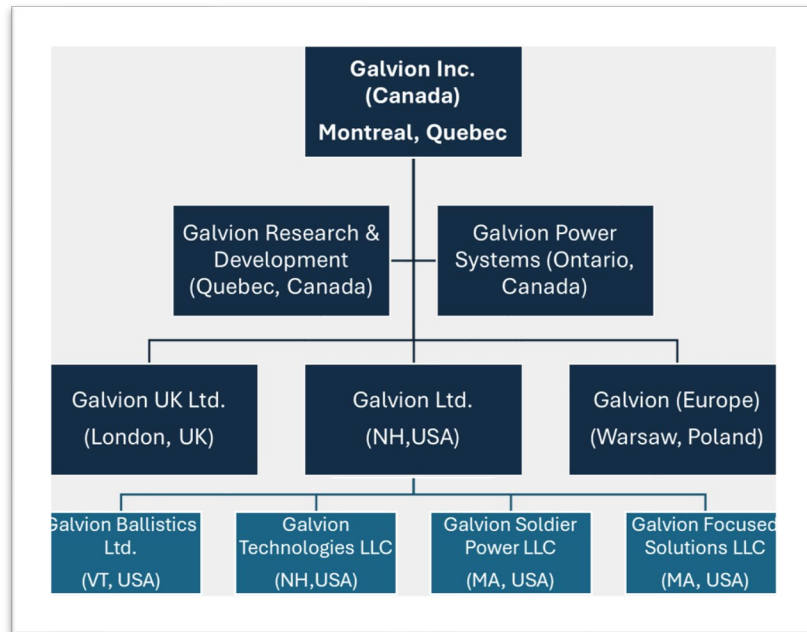 Galvion Inc.
(Canada)
Montreal, Quebec
Galvion Research &
Development
(Quebec, Canada)
Galvion Power
Systems (Ontario,
Canada)
Galvion UK Ltd.
(London, UK)
Galvion Ltd.
(NH,USA)
Galvion (Europe)
(Warsaw, Poland)
Galvion Ballistics
Ltd.
(VT, USA)
Galvion
Technologies LLC
(NH,USA)
Galvion Soldier
Power LLC
(MA, USA)
Galvion Focused
Solutions LLC
(MA, USA)